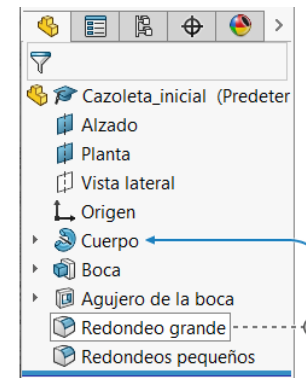 Cazoleta_inicial (Predeter
Alzado
Planta
Vista lateral
Origen
Cuerpo
Boca
Agujero de la boca
Redondeo grande
Redondeos pequeños